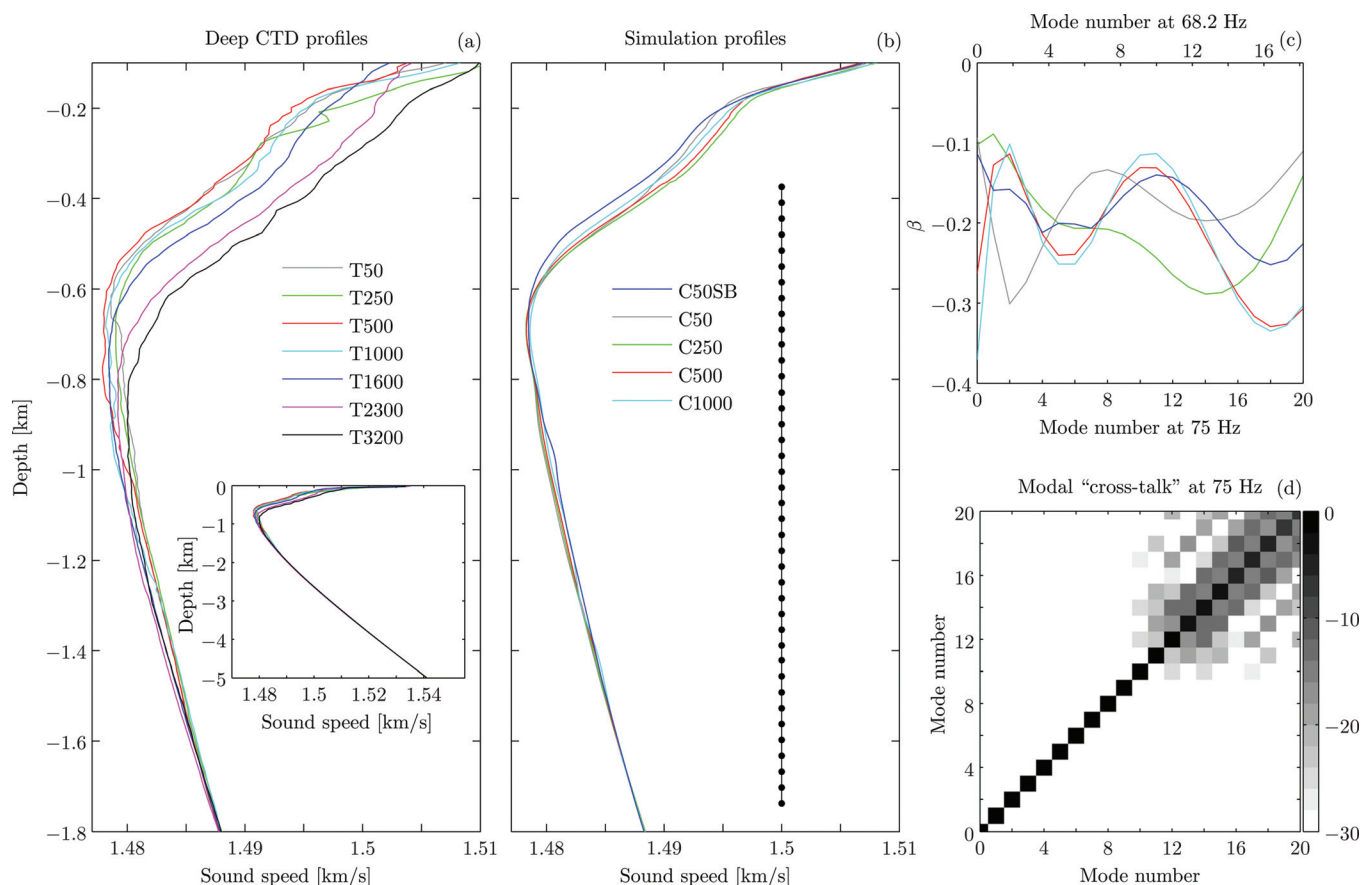 Deep CTD profiles
(a)
−0.2
−0.4
−0.6
−0.8
−1
−1.2
−1.4
−1.6
−1.8
Depth [km]
1.48
1.49
1.5
1.51
Sound speed [km/s]
T50
T250
T500
T1000
T1600
T2300
T3200
0
−1
−2
−3
−4
−5
Depth [km]
1.48
1.5
1.52
1.54
Sound speed [km/s]
Simulation profiles
(b)
C50SB
C50
C250
C500
C1000
1.48
1.49
1.5
1.51
Sound speed [km/s]
Mode number at 68.2 Hz
0
4
8
12
16
(c)
0
−0.1
−0.2
−0.3
−0.4
β
0
4
8
12
16
20
Mode number at 75 Hz
Modal “cross-talk” at 75 Hz
(d)
20
16
12
8
4
0
Mode number
0
4
8
12
16
20
Mode number
0
−10
−20
−30